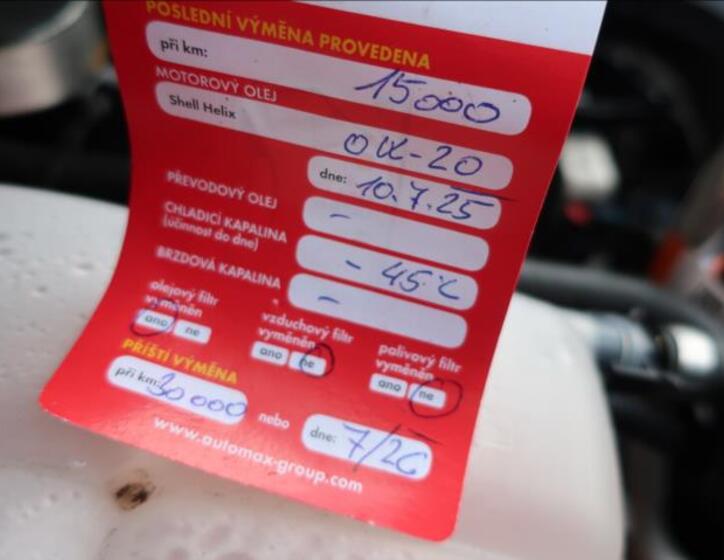 POSLEDNÍ VÝMĚNA PROVEDENA
při km: 15000
MOTOROVÝ OLEJ
Shell Helix 0W-20
dne: 10.7.25
PŘEVODOVÝ OLEJ -
CHLADICÍ KAPALINA
(účinnost do dne) - 45°C
BRZDOVÁ KAPALINA -
olejový filtr
vyměněn
ano ne
vzduchový filtr
vyměněn
ano ne
palivový filtr
vyměněn
ano ne
PŘÍŠTÍ VÝMĚNA
při km: 30000 nebo dne: 7/26
www.automax-group.com